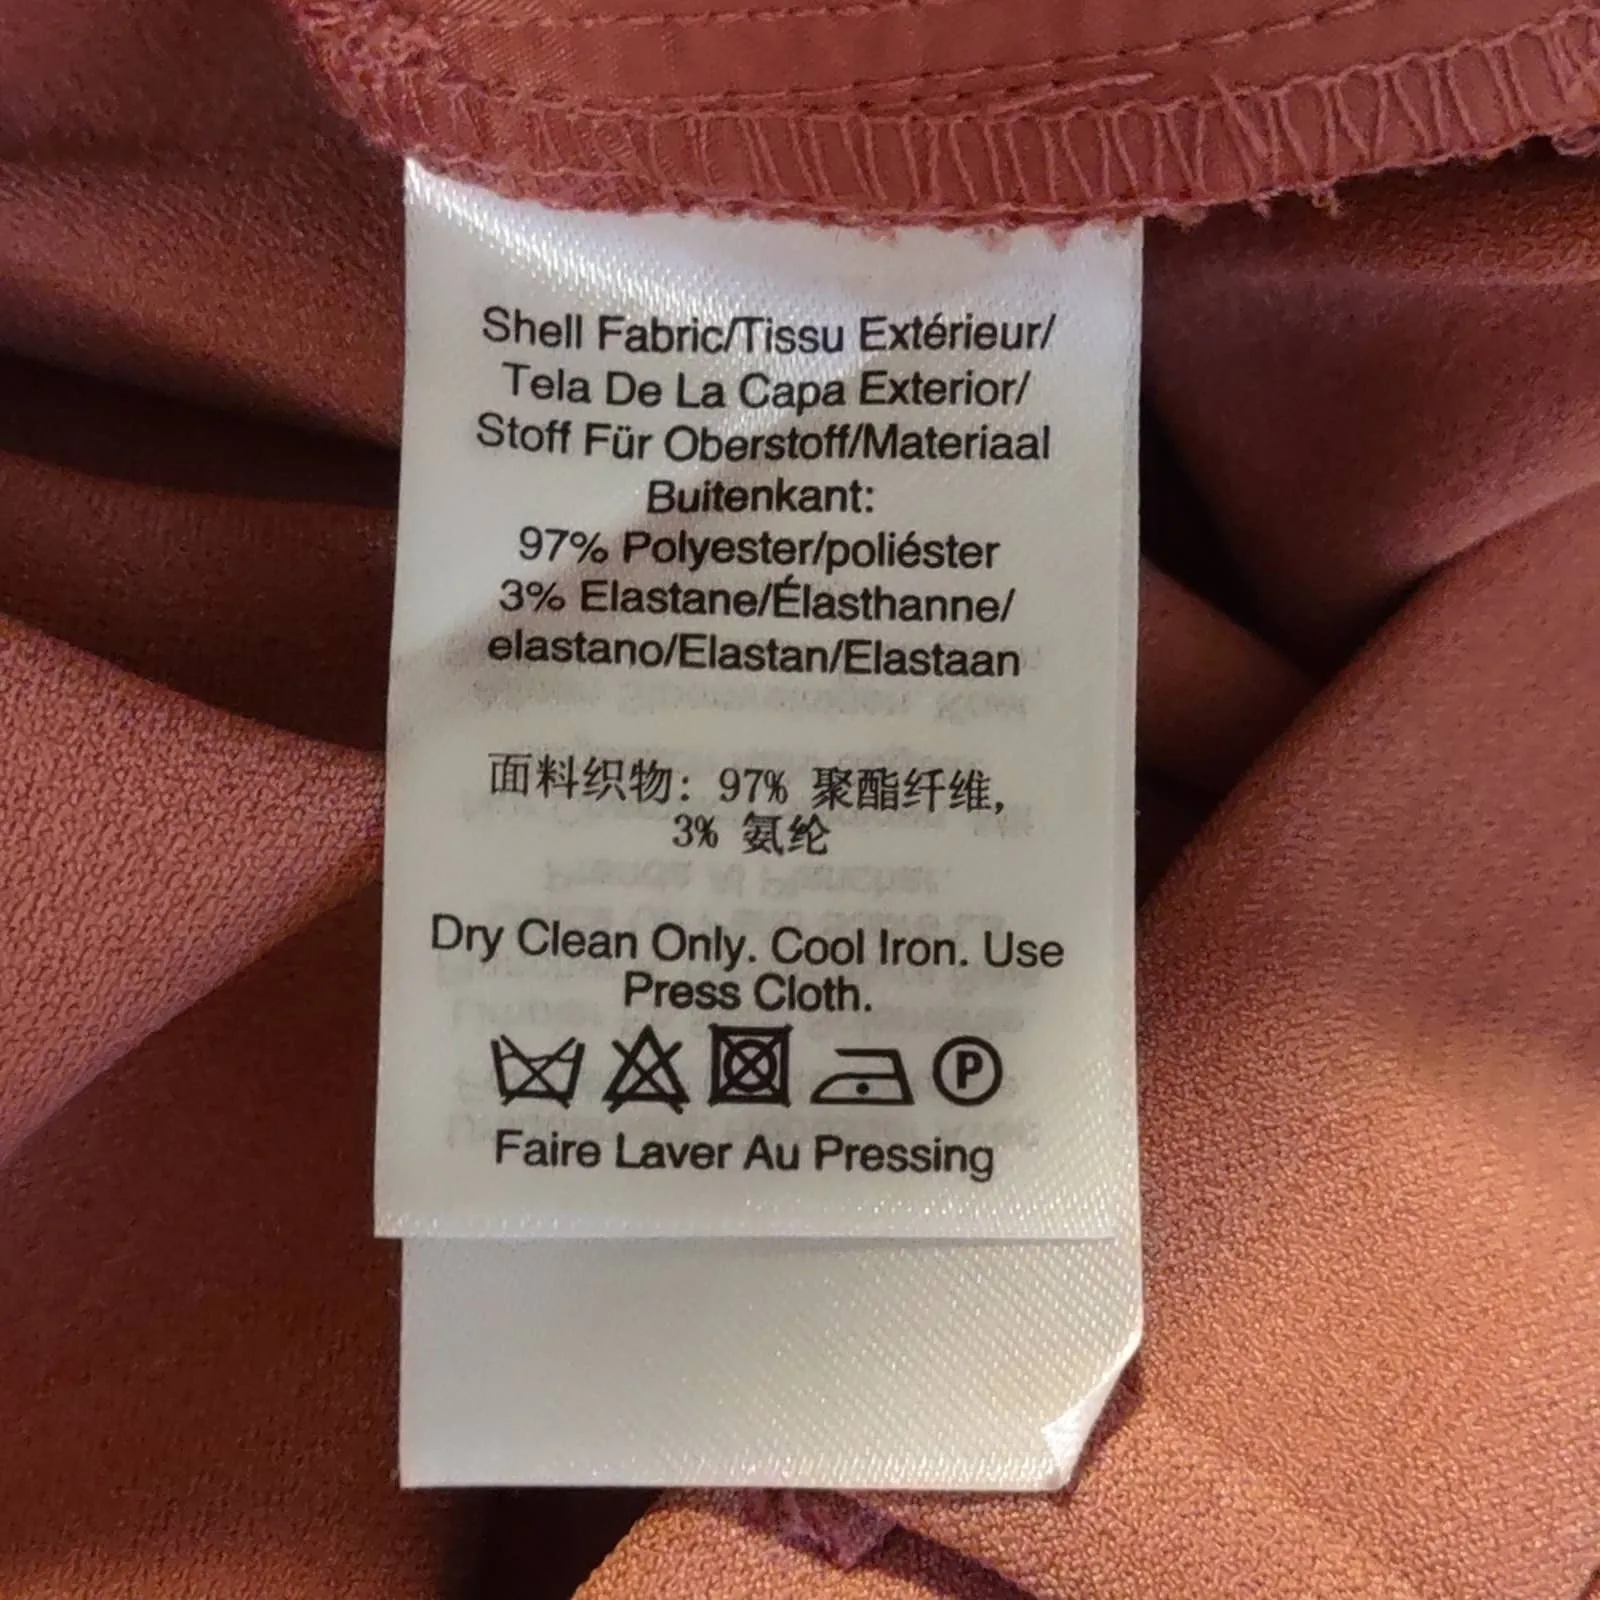 Shell Fabric/Tissu Extérieur/
Tela De La Capa Exterior/
Stoff Für Oberstoff/Materiaal
Buitenkant:
97% Polyester/poliéster
3% Elastane/Élasthanne/
elastano/Elastan/Elastaan
面料织物: 97% 聚酯纤维,
3% 氨纶
Dry Clean Only. Cool Iron. Use
Press Cloth.
P
Faire Laver Au Pressing